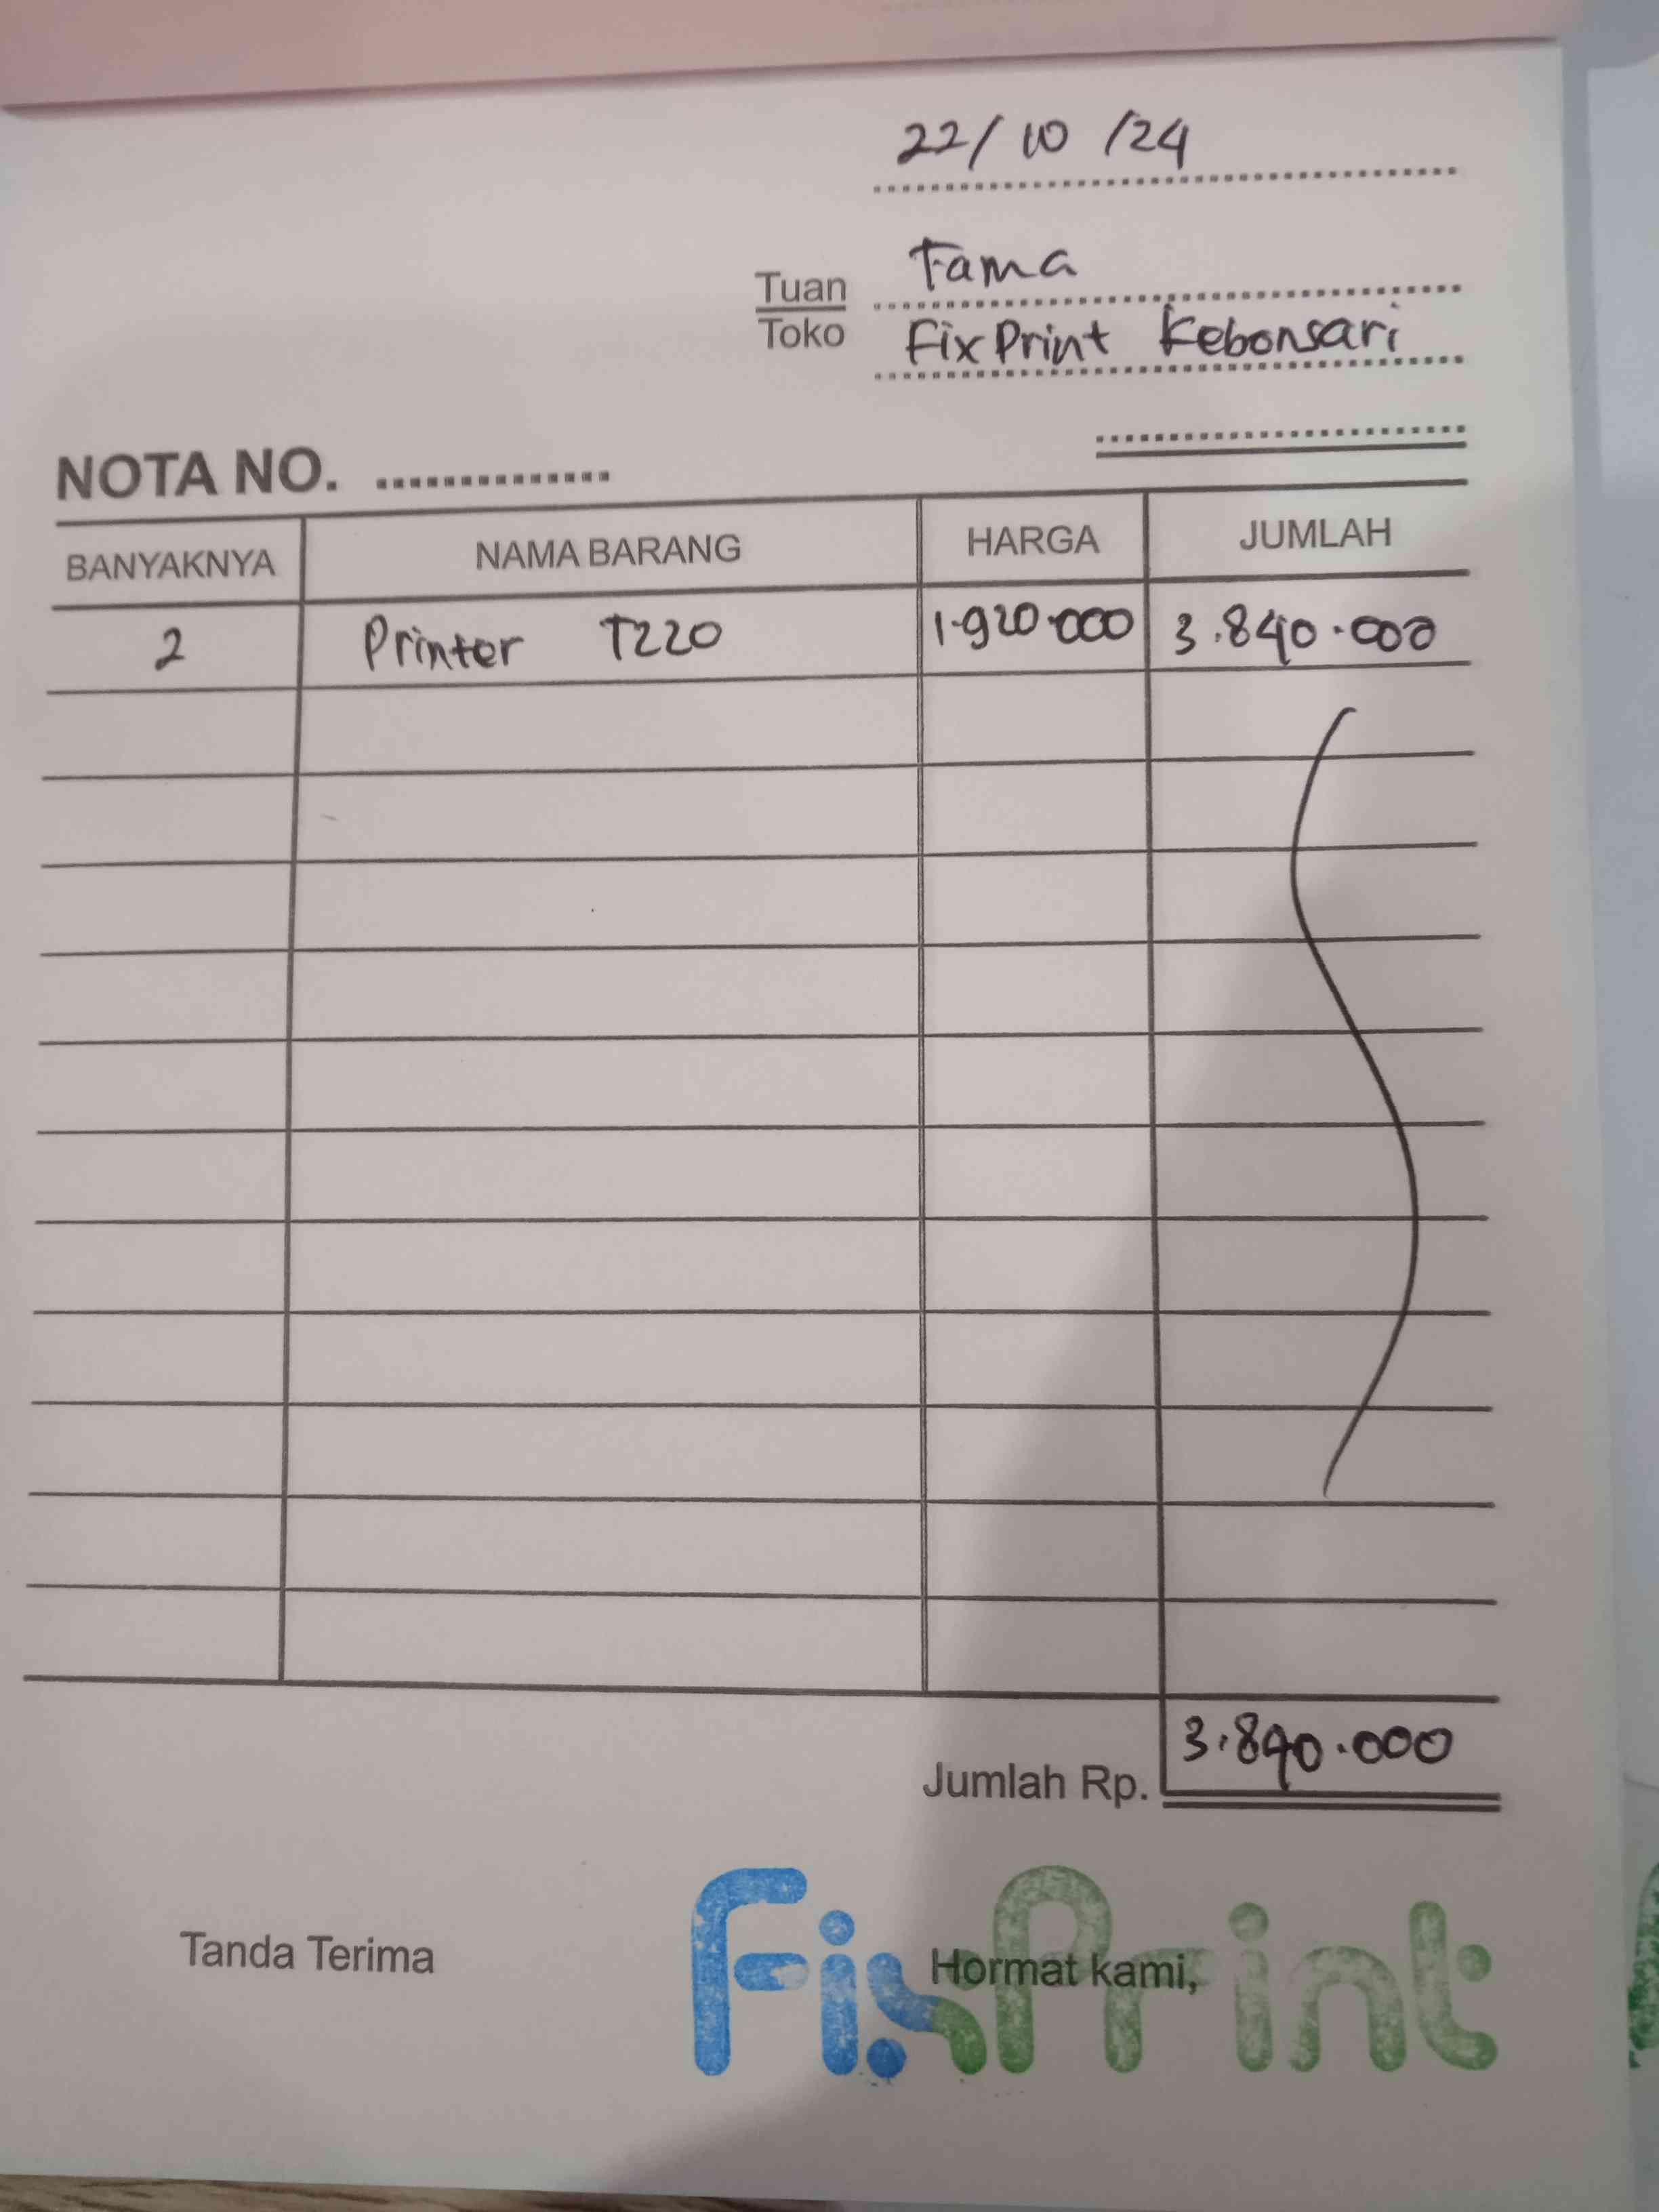 22/10/24
Tuan Tama
Toko FixPrint Kebonsari
NOTA NO. ..............
BANYAKNYA NAMA BARANG HARGA JUMLAH
2 Printer T220 1.920.000 3.840.000
Jumlah Rp. 3.840.000
Tanda Terima Hormat kami,
FixPrint